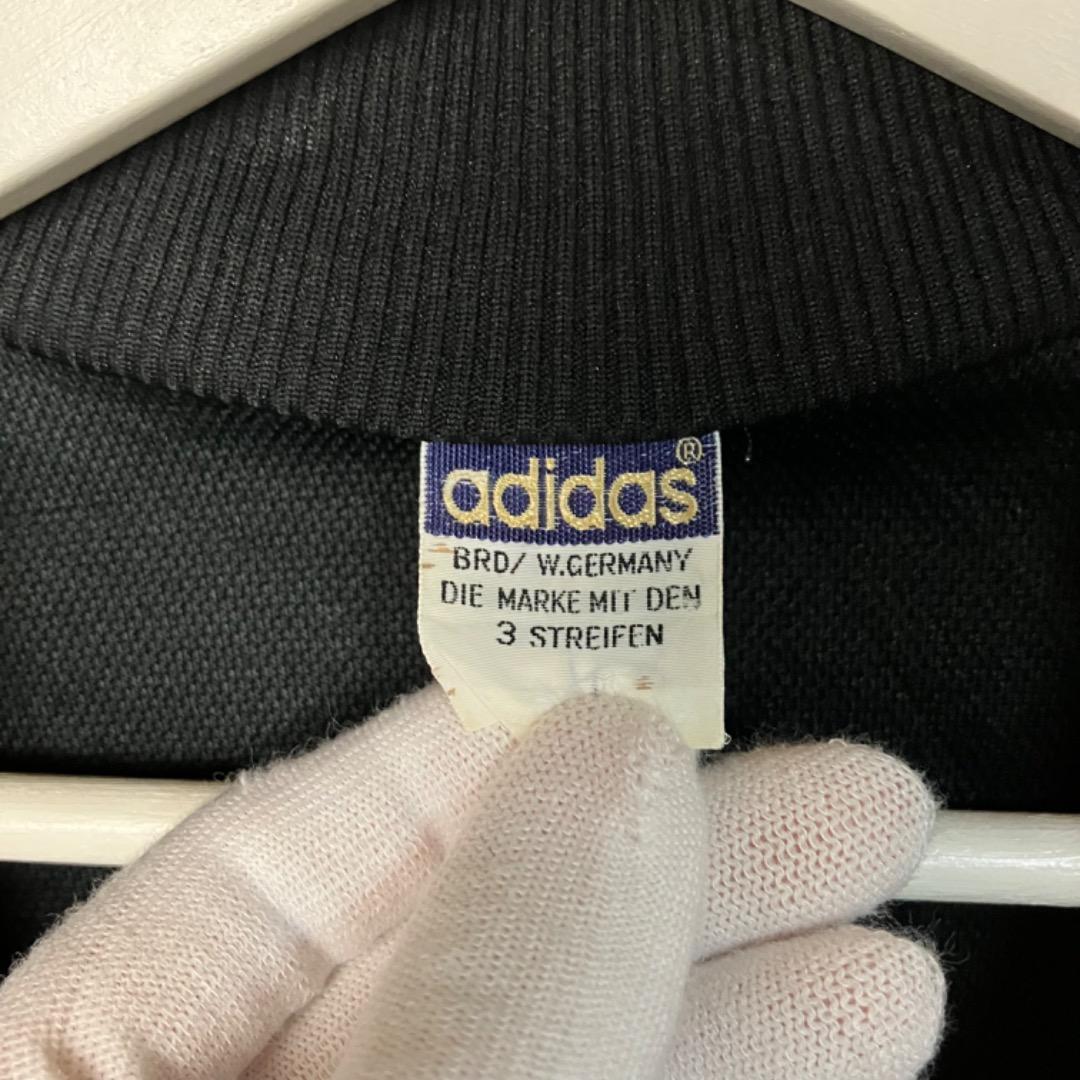 adidas®
BRD/ W.GERMANY
DIE MARKE MIT DEN
3 STREIFEN